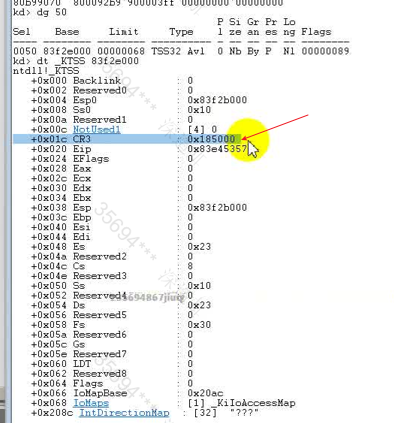 80b99070  800092b9`900003ff 00000000`00000000
kd> dg 50
P Si Gr Pr Lo
Sel Base Limit Type l ze an es ng Flags
0050 83f2e000 00000068 TSS32 Avl 0 Nb By P Nl 00000089
kd> dt _KTSS 83f2e000
ntdll!_KTSS
+0x000 Backlink : 0
+0x002 Reserved0 : 0
+0x004 Esp0 : 0x83f2b000
+0x008 Ss0 : 0x10
+0x00a Reserved1 : 0
+0x00c NotUsed1 : [4] 0
+0x01c CR3 : 0x185000
+0x020 Eip : 0x83e45357
+0x024 EFlags : 0
+0x028 Eax : 0
+0x02c Ecx : 0
+0x030 Edx : 0
+0x034 Ebx : 0
+0x038 Esp : 0x83f2b000
+0x03c Ebp : 0
+0x040 Esi : 0
+0x044 Edi : 0
+0x048 Es : 0x23
+0x04a Reserved2 : 0
+0x04c Cs : 8
+0x04e Reserved3 : 0
+0x050 Ss : 0x10
+0x052 Reserved4 : 0
+0x054 Ds : 0x23
+0x056 Reserved5 : 0
+0x058 Fs : 0x30
+0x05a Reserved6 : 0
+0x05c Gs : 0
+0x05e Reserved7 : 0
+0x060 LDT : 0
+0x062 Reserved8 : 0
+0x064 Flags : 0
+0x066 IoMapBase : 0x20ac
+0x068 IoMaps : [1] _KiIoAccessMap
+0x208c IntDirectionMap : [32] "???"
35694***
35694***